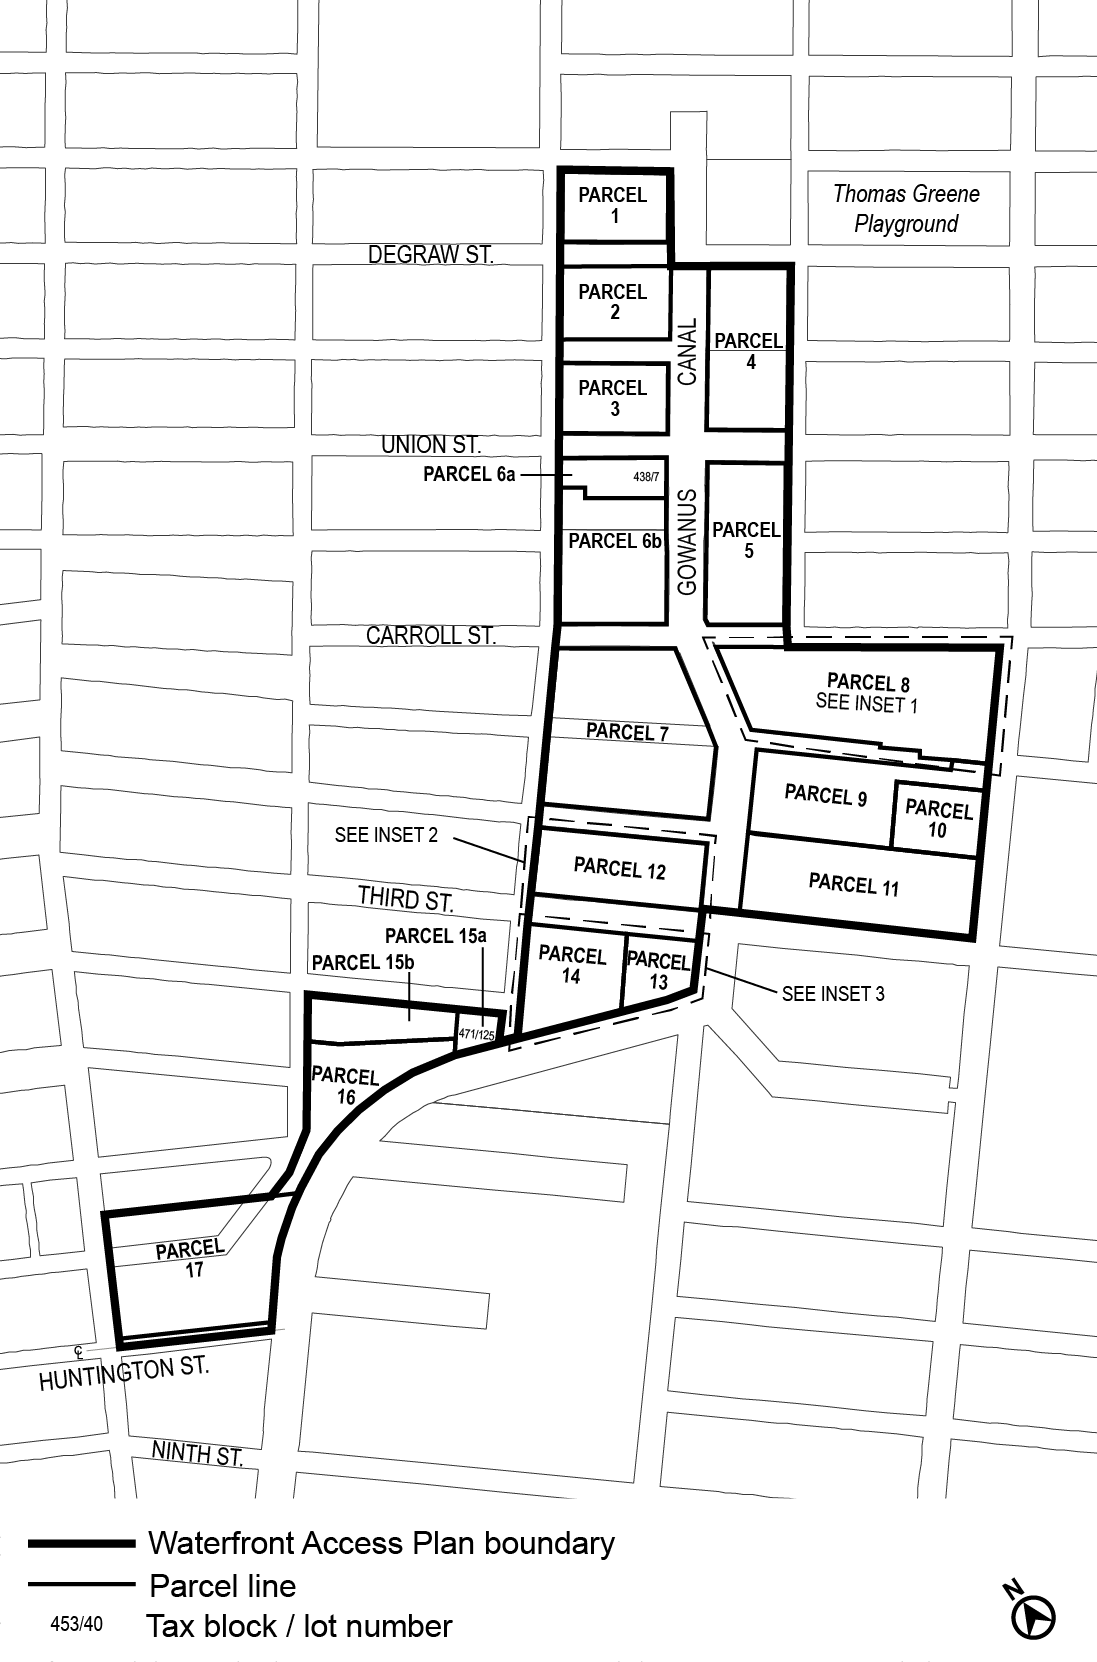 PARCEL
1
Thomas Greene
Playground
DEGRAW ST.
PARCEL
2
CANAL
PARCEL
4
PARCEL
3
UNION ST.
PARCEL 6a
438/7
GOWANUS
PARCEL
5
PARCEL 6b
CARROLL ST.
PARCEL 8
SEE INSET 1
PARCEL 7
PARCEL 9
PARCEL
10
SEE INSET 2
PARCEL 12
PARCEL 11
THIRD ST.
PARCEL 15a
PARCEL 15b
PARCEL
14
PARCEL
13
SEE INSET 3
471/125
PARCEL
16
PARCEL
17
CL
HUNTINGTON ST.
NINTH ST.
Waterfront Access Plan boundary
Parcel line
453/40 Tax block / lot number
N